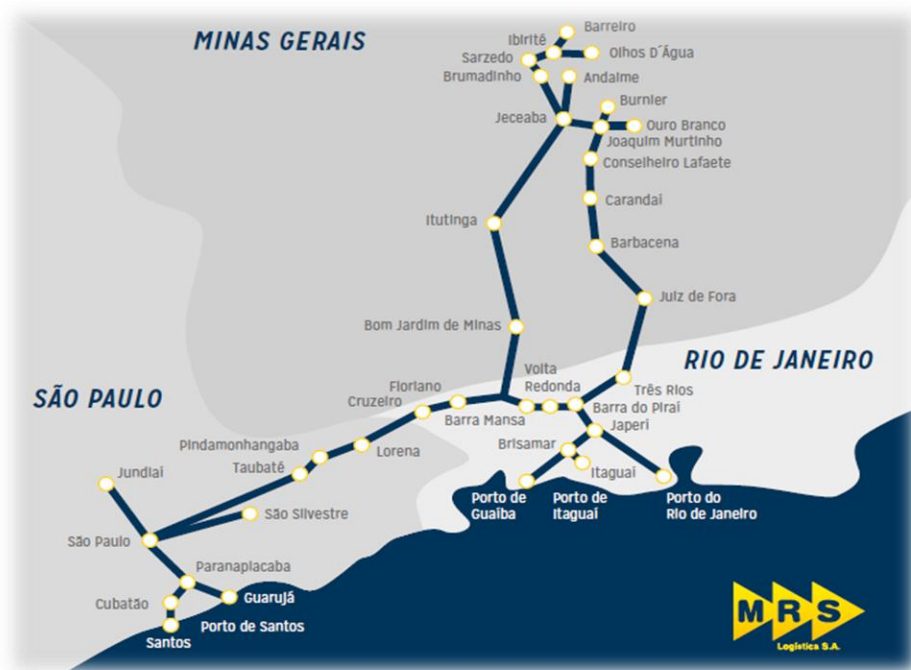 MINAS GERAIS
Barreiro
Ibiritê
Olhos D´Água
Sarzedo
Brumadinho
Andaime
Burnier
Jeceaba
Ouro Branco
Joaquim Murtinho
Conselheiro Lafaete
Carandaí
Itutinga
Barbacena
Juiz de Fora
Bom Jardim de Minas
RIO DE JANEIRO
Volta
Redonda
Três Rios
SÃO PAULO
Floriano
Cruzeiro
Barra Mansa
Barra do Piraí
Japeri
Pindamonhangaba
Lorena
Brisamar
Taubaté
Jundiaí
Itaguaí
Porto de
Guaíba
Porto de
Itaguaí
Porto do
Rio de Janeiro
São Silvestre
São Paulo
Paranapiacaba
Cubatão
Guarujá
Porto de Santos
Santos
MRS
Logística S.A.